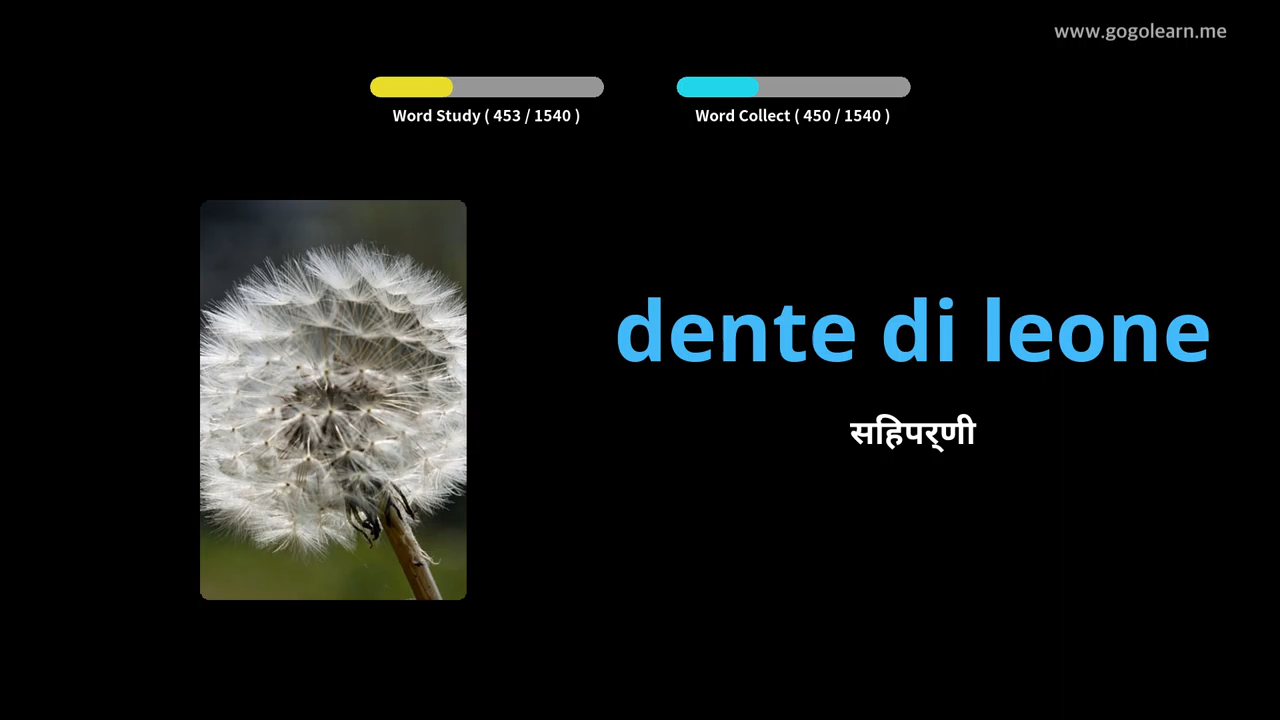 www.gogolearn.me
Word Study ( 453 / 1540 )
Word Collect ( 450 / 1540 )
dente di leone
सहिपर्‌णी